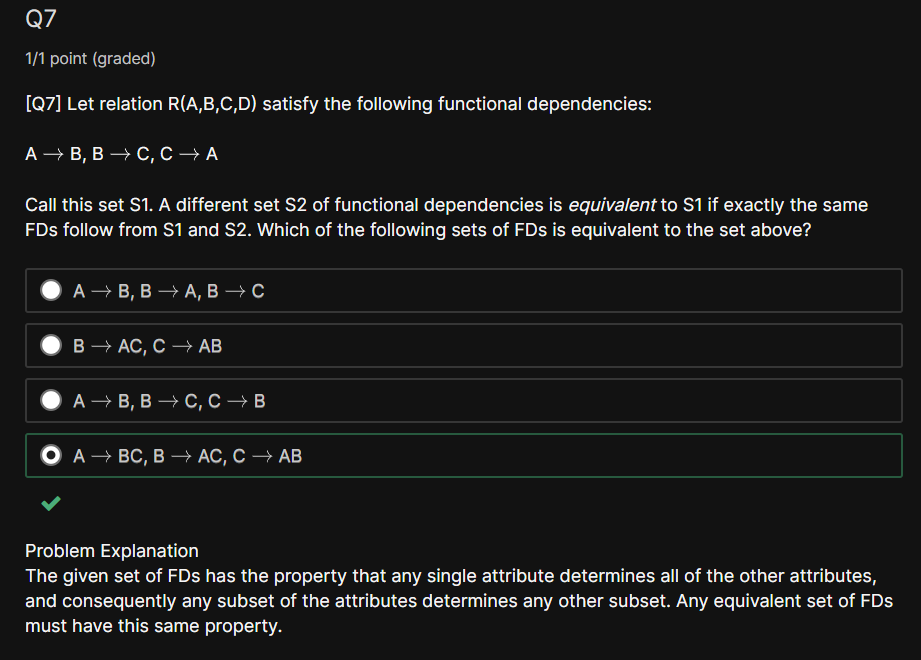 Q7
1/1 point (graded)
[Q7] Let relation R(A,B,C,D) satisfy the following functional dependencies:
A → B, B → C, C → A
Call this set S1. A different set S2 of functional dependencies is equivalent to S1 if exactly the same
FDs follow from S1 and S2. Which of the following sets of FDs is equivalent to the set above?
A → B, B → A, B → C
B → AC, C → AB
A → B, B → C, C → B
A → BC, B → AC, C → AB
Problem Explanation
The given set of FDs has the property that any single attribute determines all of the other attributes,
and consequently any subset of the attributes determines any other subset. Any equivalent set of FDs
must have this same property.